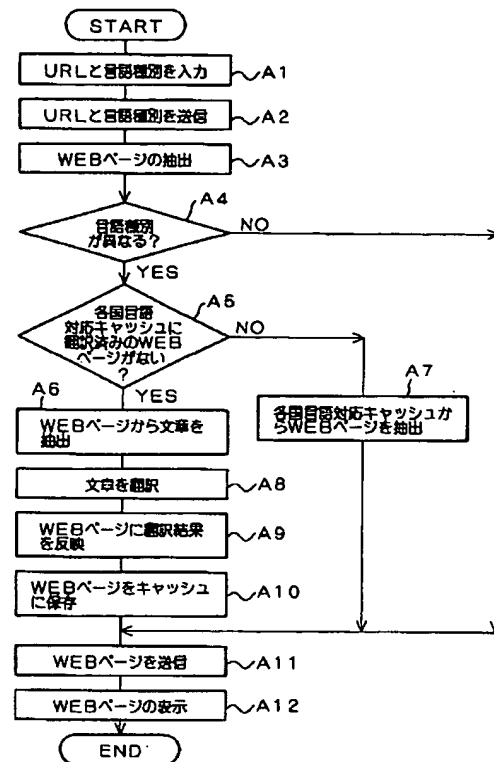 START
URLと言語種別を入力
A1
URLと言語種別を送信
A2
WEBページの抽出
A3
A4
言語種別
が異なる?
NO
YES
A5
各国言語
対応キャッシュに
翻訳済みのWEB
ページがない
?
NO
YES
A6
WEBページから文章を
抽出
A7
各国言語対応キャッシュか
らWEBページを抽出
文章を翻訳
A8
WEBページに翻訳結果
を反映
A9
WEBページをキャッシュ
に保存
A10
WEBページを送信
A11
WEBページの表示
A12
END